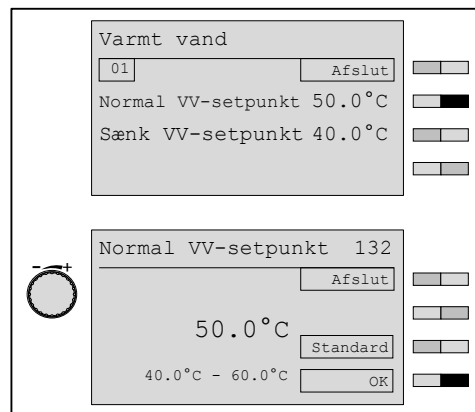 Varmt vand
01 Afslut
Normal VV-setpunkt 50.0°C
Sænk VV-setpunkt 40.0°C
Normal VV-setpunkt 132
Afslut
- +
50.0°C
Standard
40.0°C - 60.0°C OK